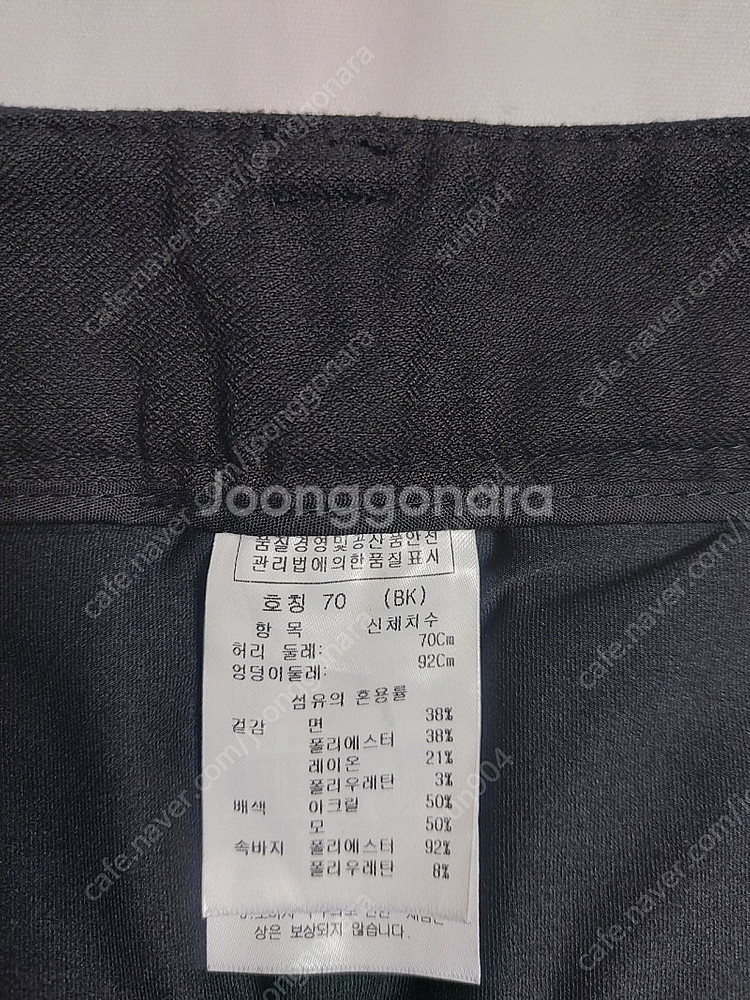 Joonggonara
품질경영및공산품안전
관리법에의한품질표시
호칭 70 (BK)
항 목 신체치수
허리 둘레: 70Cm
엉덩이둘레: 92Cm
섬유의 혼용률
겉감 면 38%
폴리에스터 38%
레이온 21%
폴리우레탄 3%
배색 아크릴 50%
모 50%
속바지 폴리에스터 92%
폴리우레탄 8%
상은 보상되지 않습니다.
cafe.naver.com/joonggonara
sun904